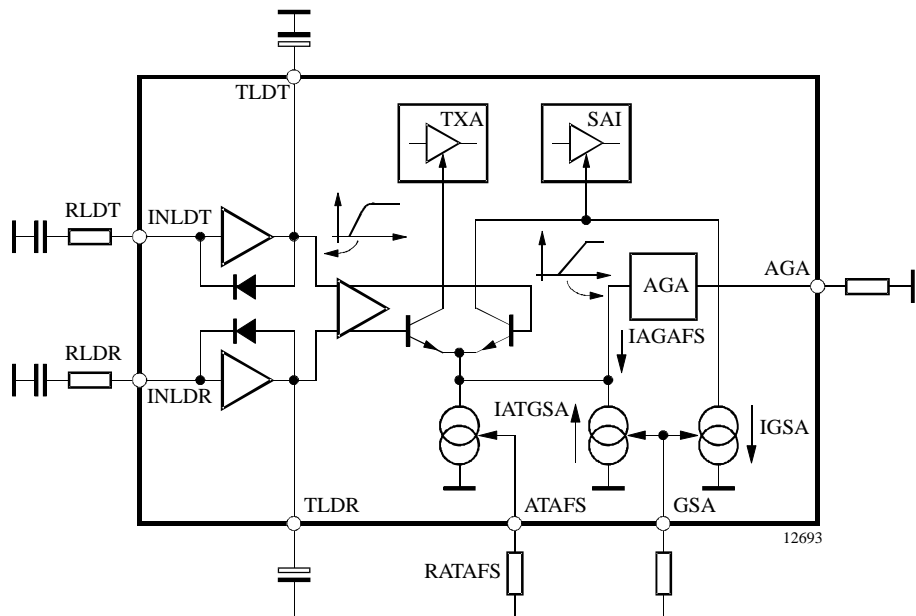 TLDT
TXA
SAI
RLDT
INLDT
AGA
AGA
IAGAFS
RLDR
INLDR
IATGSA
IGSA
TLDR
ATAFS
GSA
12693
RATAFS